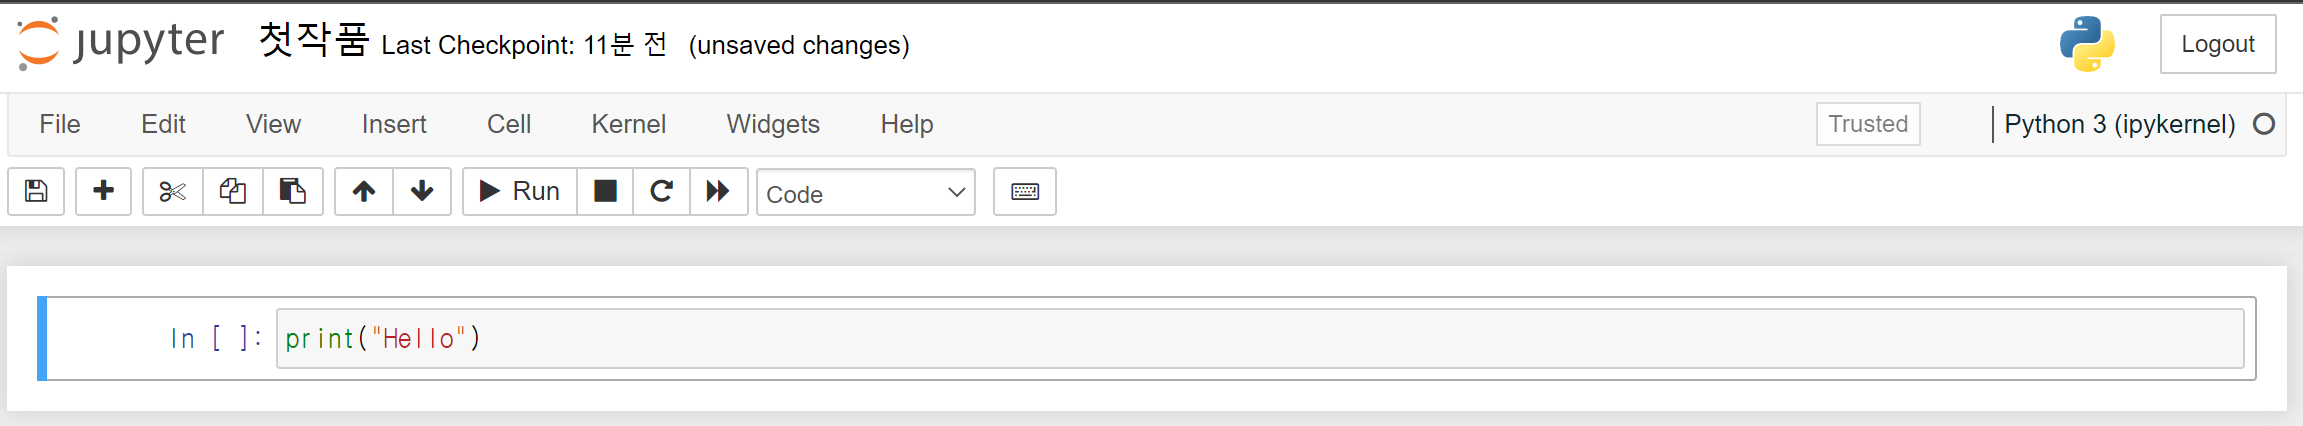 jupyter 첫작품 Last Checkpoint: 11분 전 (unsaved changes) Logout
File Edit View Insert Cell Kernel Widgets Help Trusted Python 3 (ipykernel)
Run Code
In [ ]: print("Hello")